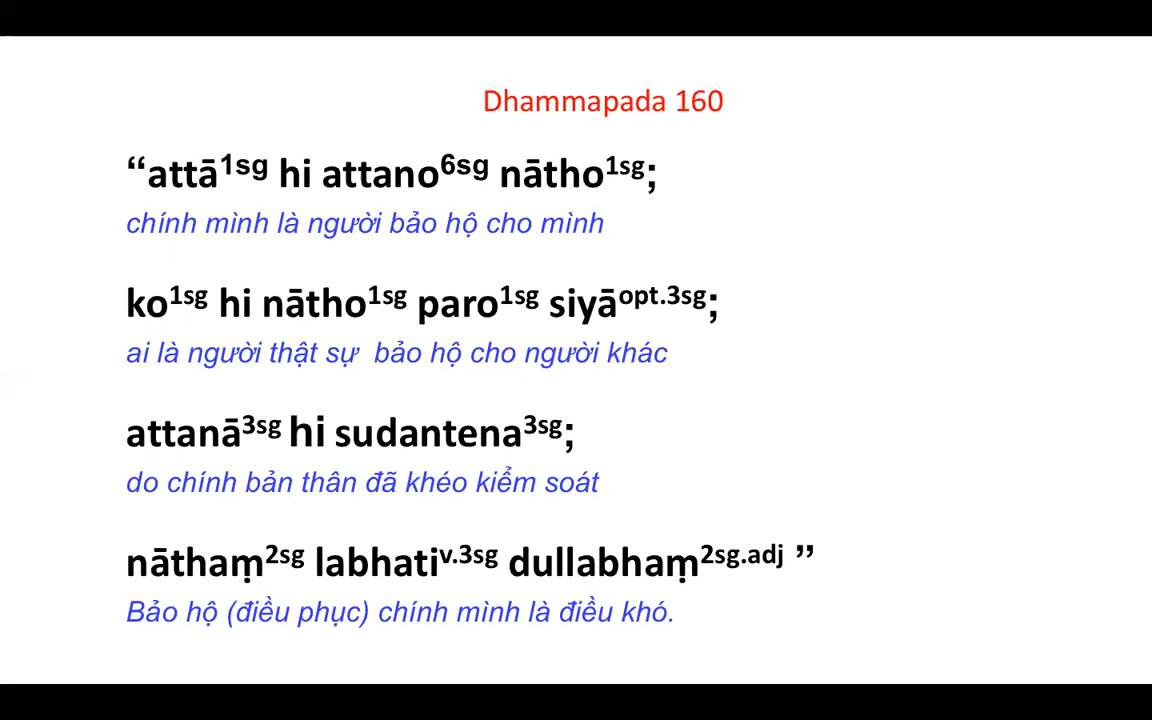 Dhammapada 160
“attā1sg hi attano6sg nātho1sg;
chính mình là người bảo hộ cho mình
ko1sg hi nātho1sg paro1sg siyāopt.3sg;
ai là người thật sự bảo hộ cho người khác
attanā3sg hi sudantena3sg;
do chính bản thân đã khéo kiểm soát
nāthaṃ2sg labhativ.3sg dullabhaṃ2sg.adj ”
Bảo hộ (điều phục) chính mình là điều khó.